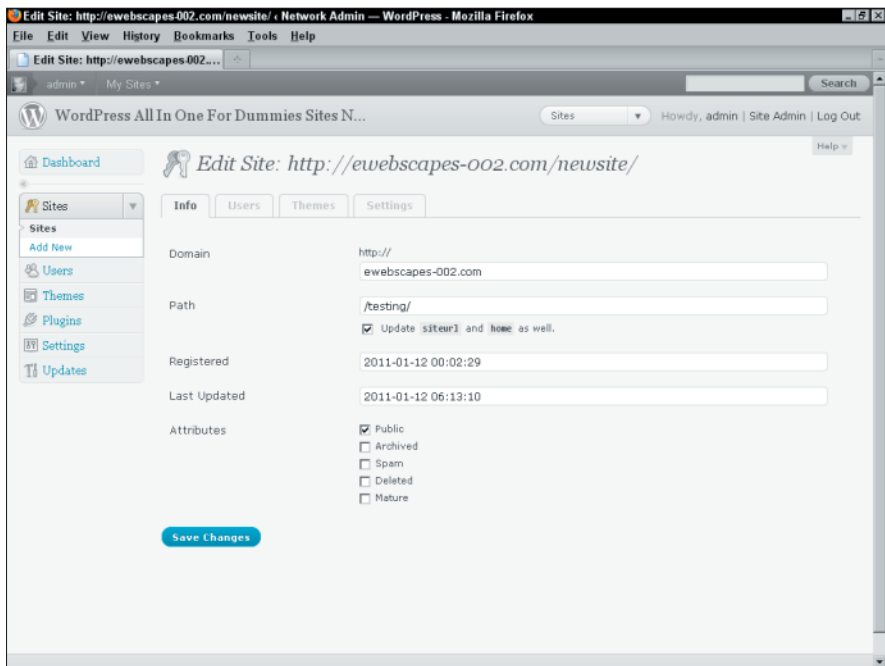 Edit Site: http://ewebscapes-002.com/newsite/ ‹ Network Admin — WordPress - Mozilla Firefox
File Edit View History Bookmarks Tools Help
Edit Site: http://ewebscapes-002....
admin My Sites Search
WordPress All In One For Dummies Sites N... Sites Howdy, admin | Site Admin | Log Out
Help
Dashboard
Edit Site: http://ewebscapes-002.com/newsite/
Sites
Info Users Themes Settings
Sites
Add New
Users
Themes
Plugins
Settings
Updates
Domain http://
ewebscapes-002.com
Path /testing/
Update siteurl and home as well.
Registered 2011-01-12 00:02:29
Last Updated 2011-01-12 06:13:10
Attributes Public
Archived
Spam
Deleted
Mature
Save Changes